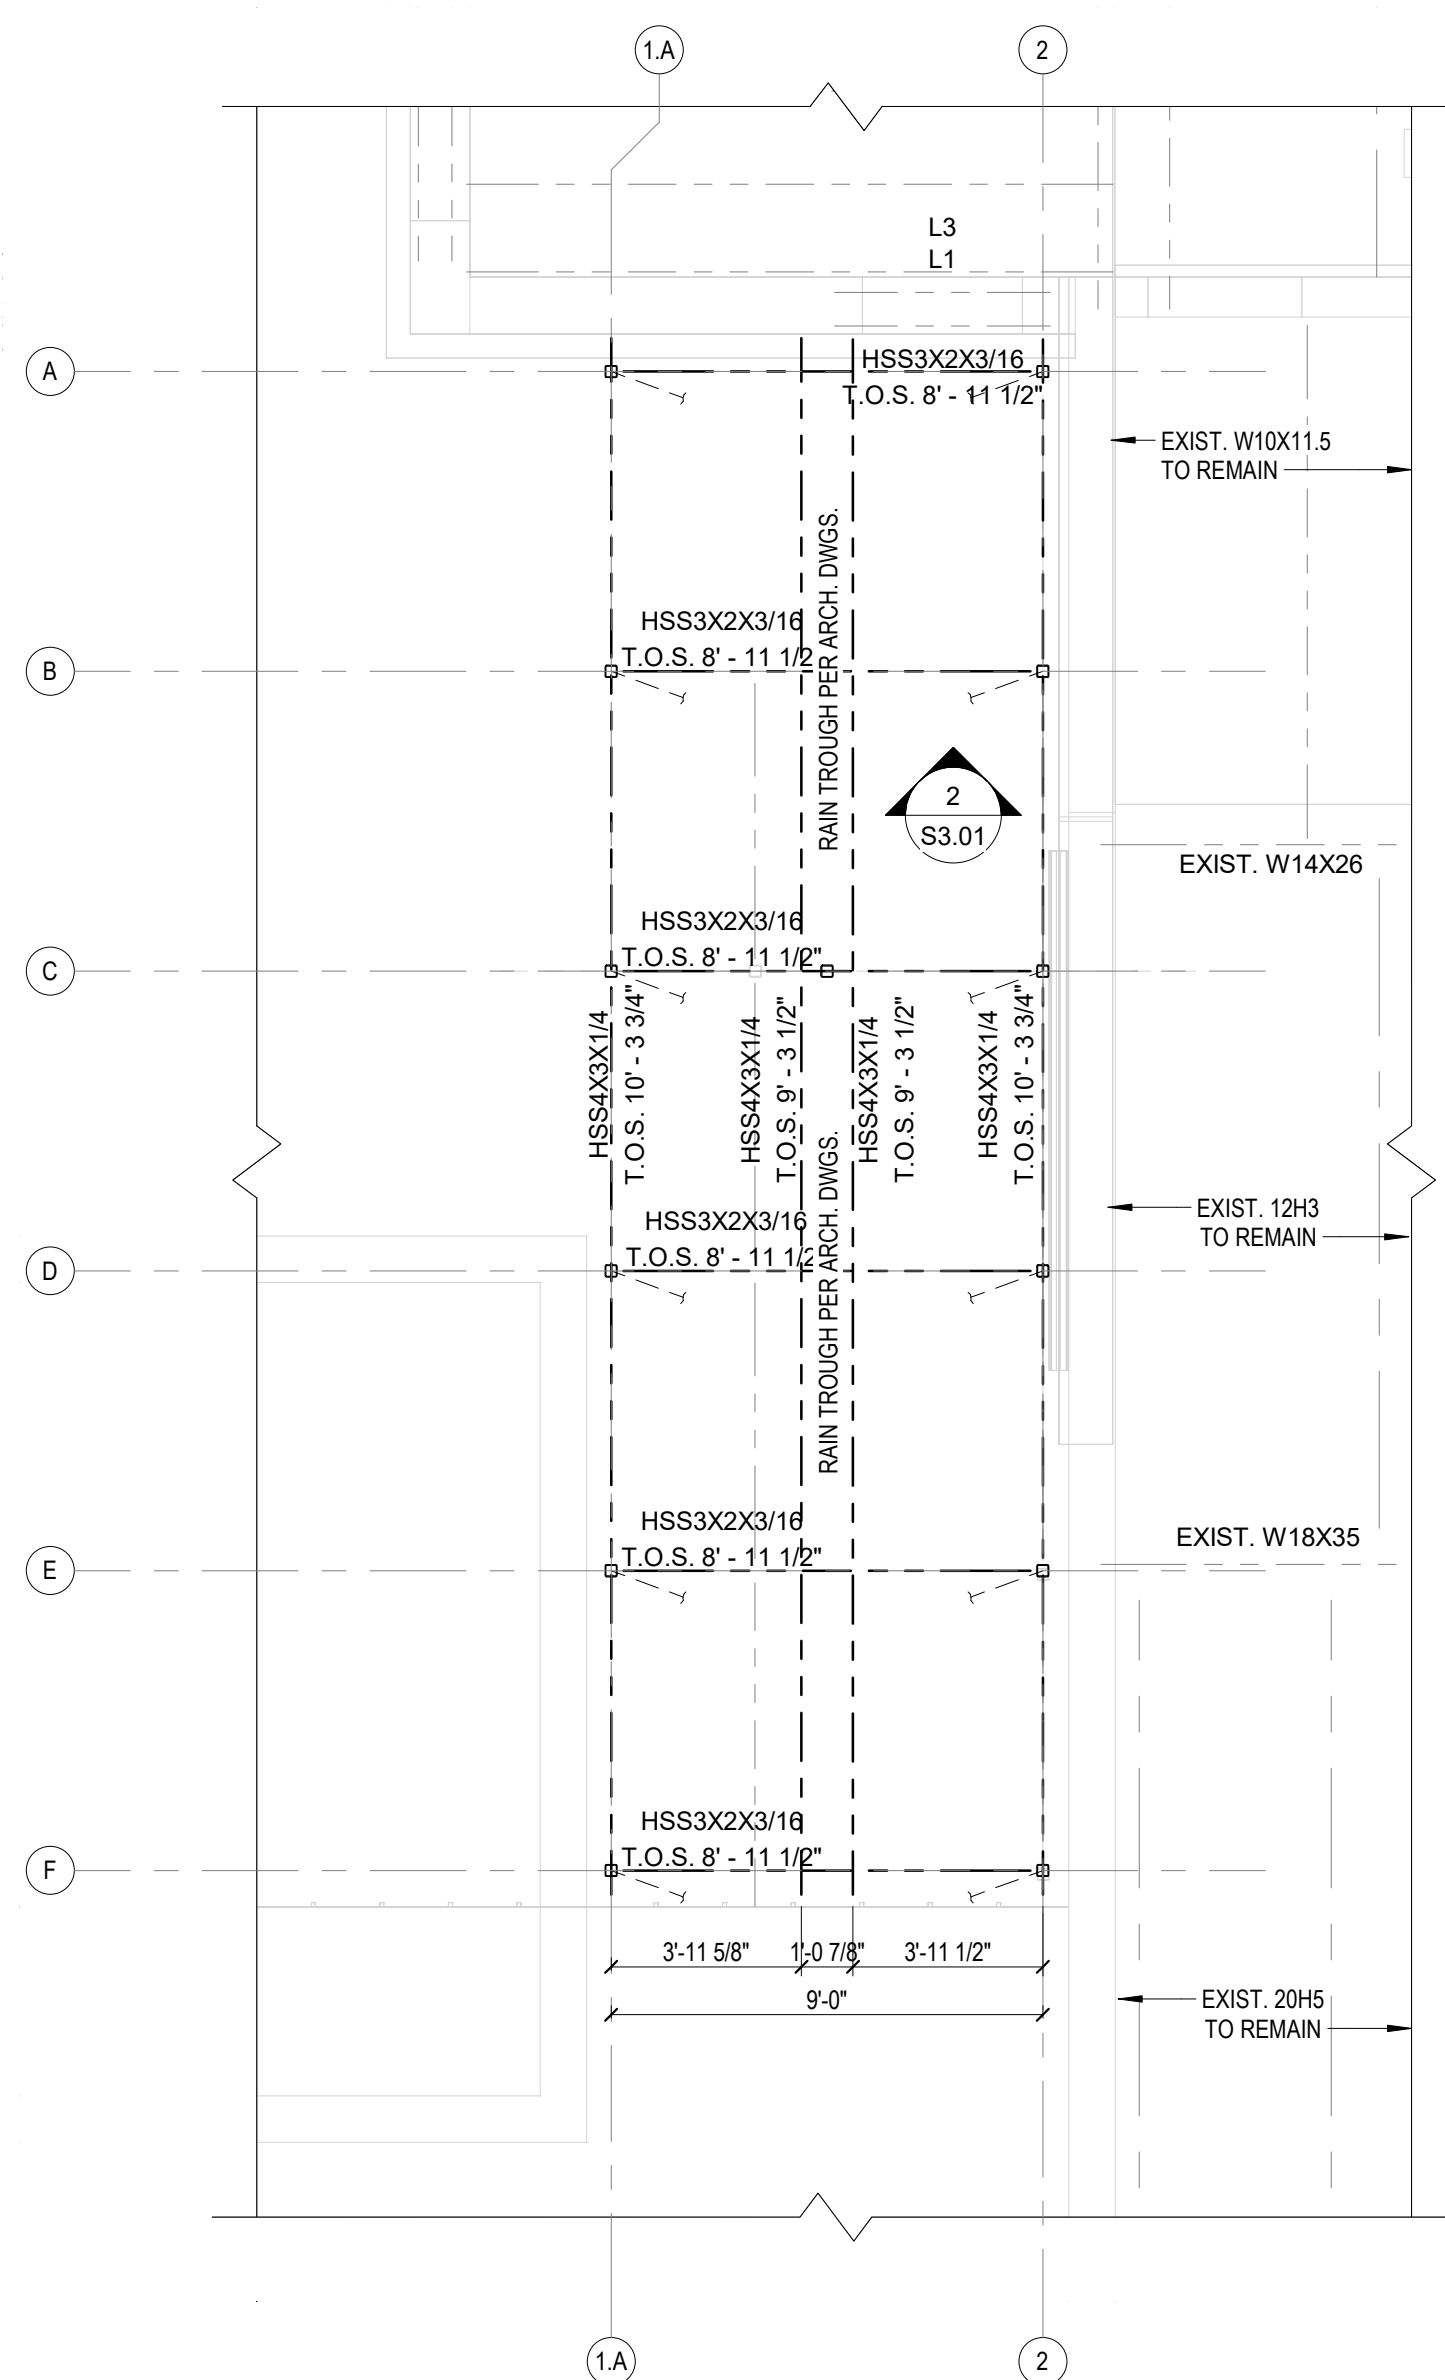 1.A
2
L3
L1
A
HSS3X2X3/16
T.O.S. 8' - 11 1/2"
EXIST. W10X11.5
TO REMAIN
RAIN TROUGH PER ARCH. DWGS.
HSS3X2X3/16
T.O.S. 8' - 11 1/2
B
2
S3.01
EXIST. W14X26
HSS3X2X3/16
T.O.S. 8' - 11 1/2"
C
HSS4X3X1/4
T.O.S. 10' - 3 3/4"
HSS4X3X1/4
T.O.S. 9' - 3 1/2"
HSS4X3X1/4
T.O.S. 9' - 3 1/2"
HSS4X3X1/4
T.O.S. 10' - 3 3/4"
RAIN TROUGH PER ARCH. DWGS.
EXIST. 12H3
TO REMAIN
HSS3X2X3/16
T.O.S. 8' - 11 1/2
D
HSS3X2X3/16
T.O.S. 8' - 11 1/2"
E
EXIST. W18X35
HSS3X2X3/16
T.O.S. 8' - 11 1/2"
F
3'-11 5/8"
1'-0 7/8"
3'-11 1/2"
9'-0"
EXIST. 20H5
TO REMAIN
1.A
2